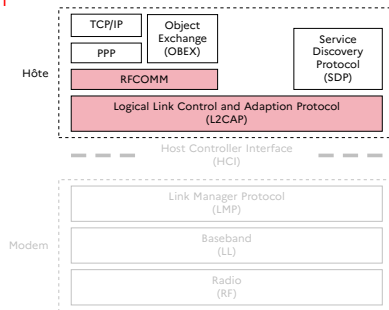 TCP/IP
PPP
Object
Exchange
(OBEX)
Service
Discovery
Protocol
(SDP)
Hôte
RFCOMM
Logical Link Control and Adaption Protocol
(L2CAP)
Host Controller Interface
(HCI)
Link Manager Protocol
(LMP)
Modem
Baseband
(LL)
Radio
(RF)